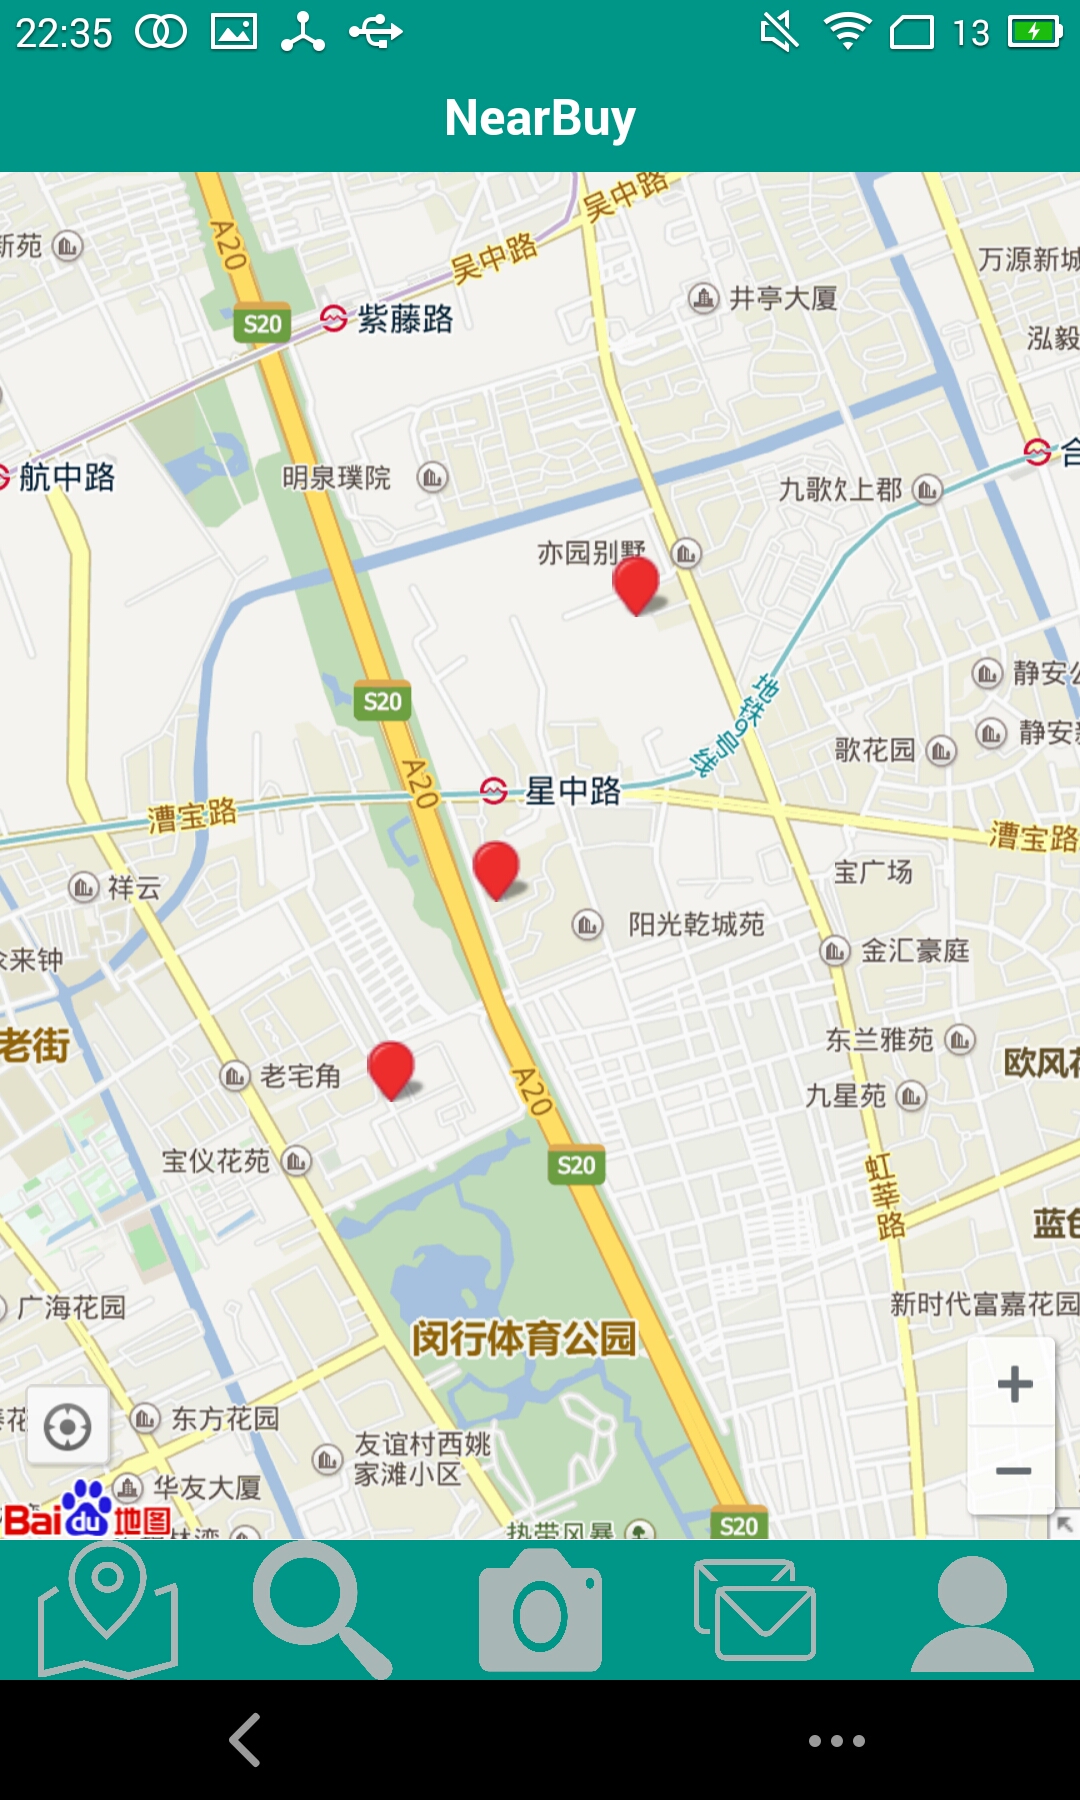 22:35
13
NearBuy
吴中路
A20
新苑
吴中路
万源新城
井亭大厦
S20
紫藤路
泓毅
航中路
明泉璞院
九歌
上郡
亦园别墅
静安
地铁9号线
S20
静安
歌花园
A20
星中路
漕宝路
漕宝路
宝广场
祥云
阳光乾城苑
金汇豪庭
来钟
老街
东兰雅苑
欧风
老宅角
A20
九星苑
宝仪花苑
S20
虹莘路
蓝色
广海花园
新时代富嘉花园
闵行体育公园
东方花园
友谊村西姚
家滩小区
华友大厦
Bai du 地图
热带风暴
S20